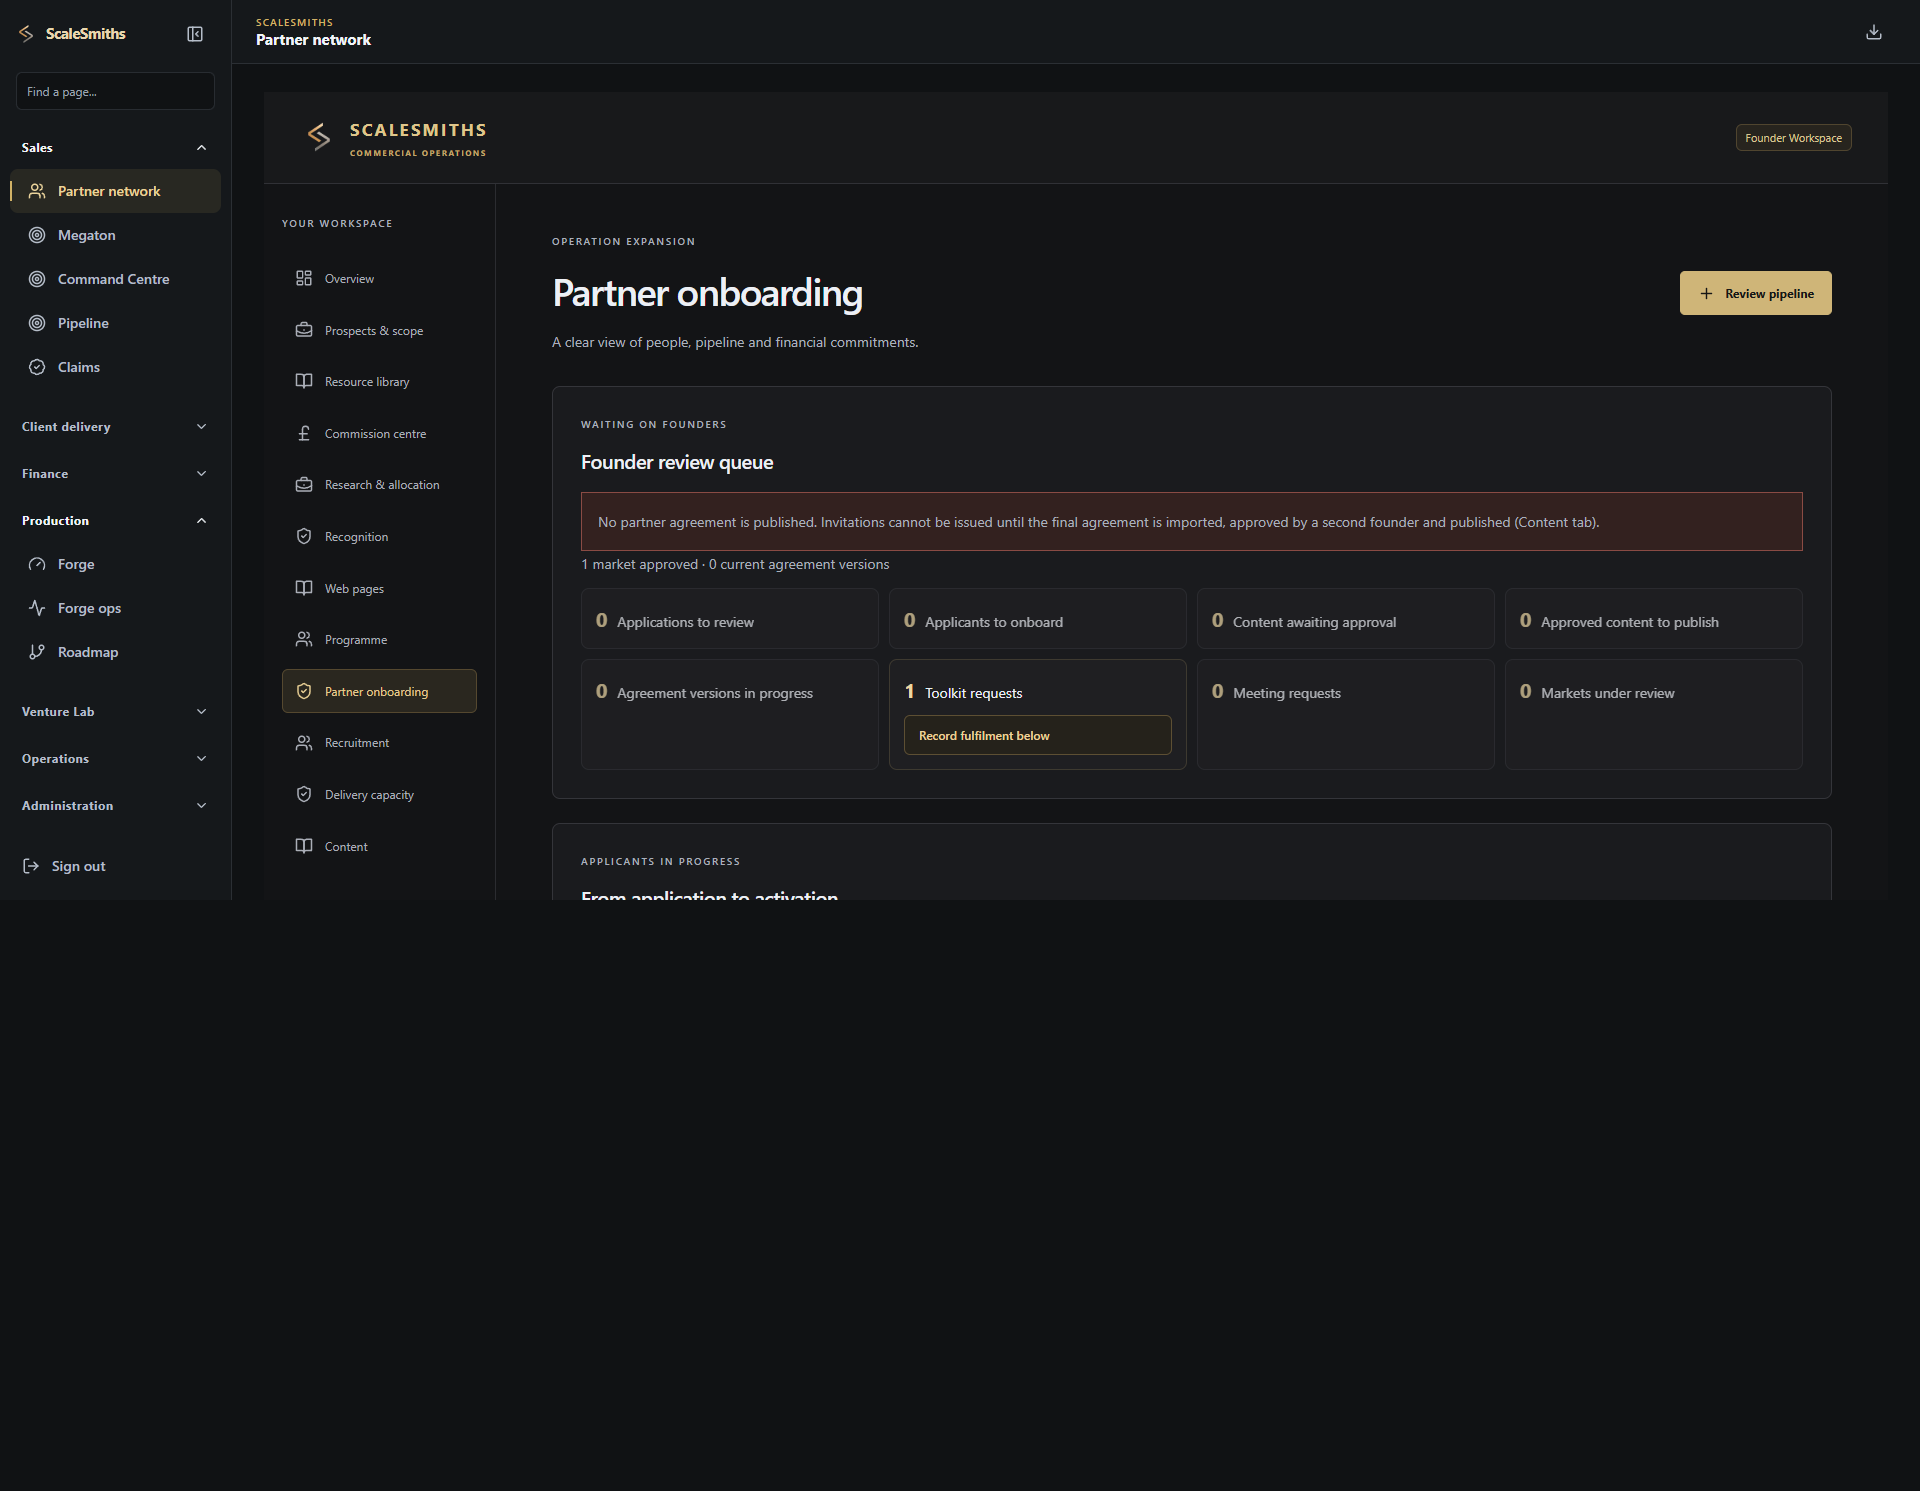 ScaleSmiths
Find a page...
Sales
Partner network
Megaton
Command Centre
Pipeline
Claims
Client delivery
Finance
Production
Forge
Forge ops
Roadmap
Venture Lab
Operations
Administration
Sign out
SCALESMITHS
Partner network
SCALESMITHS
COMMERCIAL OPERATIONS
Founder Workspace
YOUR WORKSPACE
Overview
Prospects & scope
Resource library
Commission centre
Research & allocation
Recognition
Web pages
Programme
Partner onboarding
Recruitment
Delivery capacity
Content
OPERATION EXPANSION
Partner onboarding
Review pipeline
A clear view of people, pipeline and financial commitments.
WAITING ON FOUNDERS
Founder review queue
No partner agreement is published. Invitations cannot be issued until the final agreement is imported, approved by a second founder and published (Content tab).
1 market approved · 0 current agreement versions
0 Applications to review
0 Applicants to onboard
0 Content awaiting approval
0 Approved content to publish
0 Agreement versions in progress
1 Toolkit requests
Record fulfilment below
0 Meeting requests
0 Markets under review
APPLICANTS IN PROGRESS
From application to activation